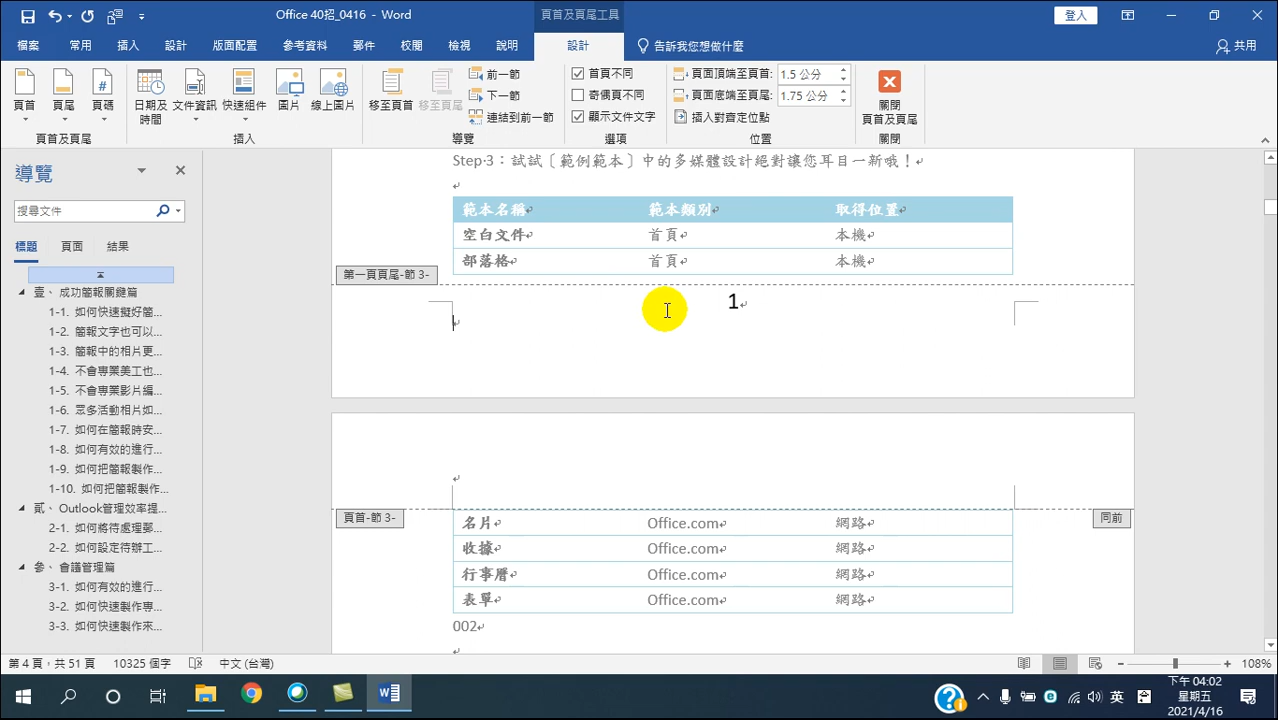 Office 40招_0416 - Word
頁首及頁尾工具
登入
檔案 常用 插入 設計 版面配置 參考資料 郵件 校閱 檢視 說明 設計 告訴我您想做什麼 共用
頁首 頁尾 頁碼 日期及時間 文件資訊 快速組件 圖片 線上圖片 移至頁首 移至頁尾
前一節
下一節
連結到前一節
首頁不同
奇偶頁不同
顯示文件文字
頁面頂端至頁首: 1.5 公分
頁面底端至頁尾: 1.75 公分
插入對齊定位點
關閉
頁首及頁尾
頁首及頁尾 插入 導覽 選項 位置 關閉
導覽
搜尋文件
標題 頁面 結果
壹、 成功簡報關鍵篇
1-1. 如何快速擬好簡...
1-2. 簡報文字也可以...
1-3. 簡報中的相片更...
1-4. 不會專業美工也...
1-5. 不會專業影片編...
1-6. 眾多活動相片如...
1-7. 如何在簡報時安...
1-8. 如何有效的進行...
1-9. 如何把簡報製作...
1-10. 如何把簡報製作...
貳、 Outlook管理效率提...
2-1. 如何將待處理郵...
2-2. 如何設定待辦工...
參、 會議管理篇
3-1. 如何有效的進行...
3-2. 如何快速製作專...
3-3. 如何快速製作來...
Step·3：試試〔範例範本〕中的多媒體設計絕對讓您耳目一新哦！
範本名稱 範本類別 取得位置
空白文件 首頁 本機
部落格 首頁 本機
第一頁頁尾-節 3-
1
頁首-節 3-
同前
名片 Office.com 網路
收據 Office.com 網路
行事曆 Office.com 網路
表單 Office.com 網路
002
第 4 頁，共 51 頁 10325 個字 中文 (台灣) 108%
英
下午 04:02
星期五
2021/4/16